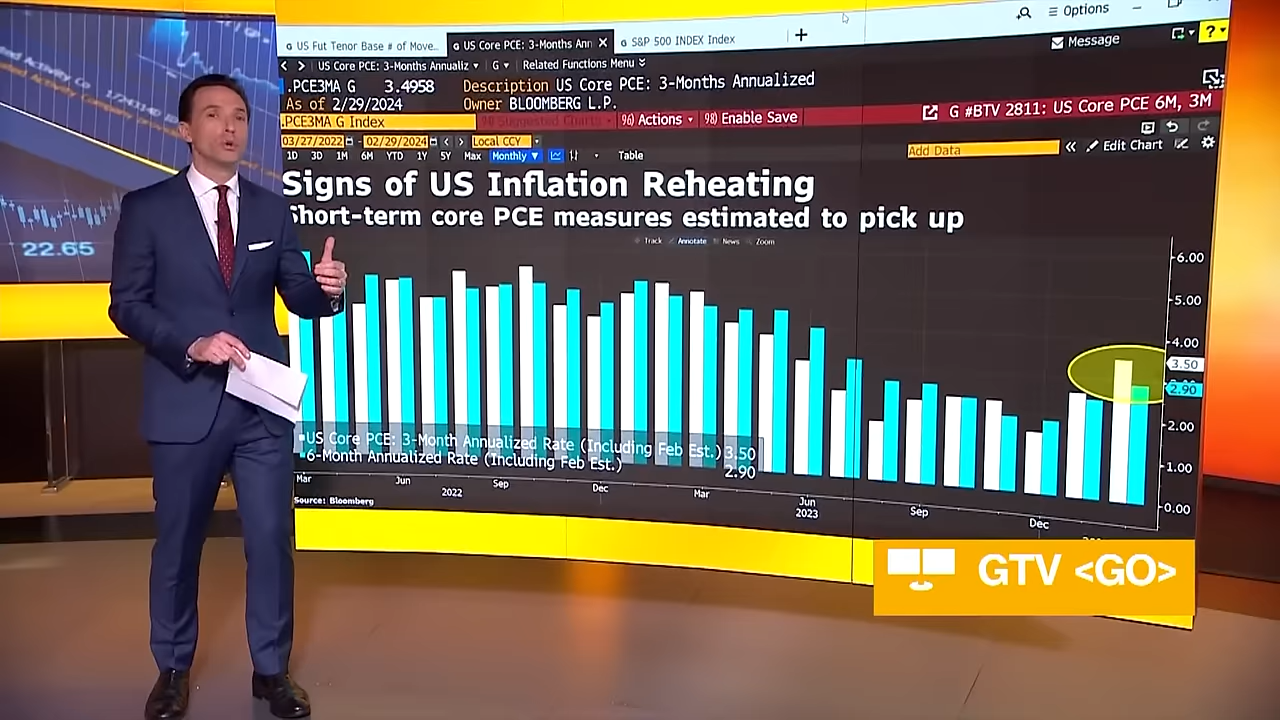 US Fut Tenor Base # of Move...
US Core PCE: 3-Months Ann
S&P 500 INDEX Index
Options
US Core PCE: 3-Months Annualiz
G
Related Functions Menu
Message
?
.PCE3MA G 3.4958
Description US Core PCE: 3-Months Annualized
As of 2/29/2024
Owner BLOOMBERG L.P.
.PCE3MA G Index
96) Actions
98) Enable Save
G #BTV 2811: US Core PCE 6M, 3M
03/27/2022 - 02/29/2024
Local CCY
1D 3D 1M 6M YTD 1Y 5Y Max Monthly ▼ Table
Add Data
« Edit Chart
Signs of US Inflation Reheating
Short-term core PCE measures estimated to pick up
Track Annotate News Zoom
6.00
5.00
4.00
3.50
2.90
2.00
1.00
0.00
US Core PCE: 3-Month Annualized Rate (Including Feb Est.) 3.50
6-Month Annualized Rate (Including Feb Est.) 2.90
Mar Jun Sep Dec Mar Jun Sep Dec
2022 2023
Source: Bloomberg
GTV <GO>
22.65